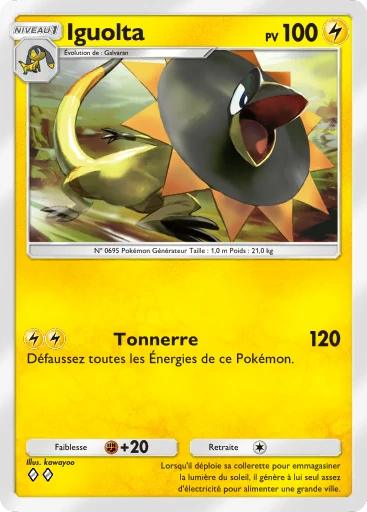 NIVEAU 1
Iguolta
PV 100
Évolution de : Galvaran
N° 0695 Pokémon Générateur Taille : 1,0 m Poids : 21,0 kg
Tonnerre 120
Défaussez toutes les Énergies de ce Pokémon.
Faiblesse +20 Retraite
Illus. kawayoo
Lorsqu'il déploie sa collerette pour emmagasiner
la lumière du soleil, il génère à lui seul assez
d'électricité pour alimenter une grande ville.